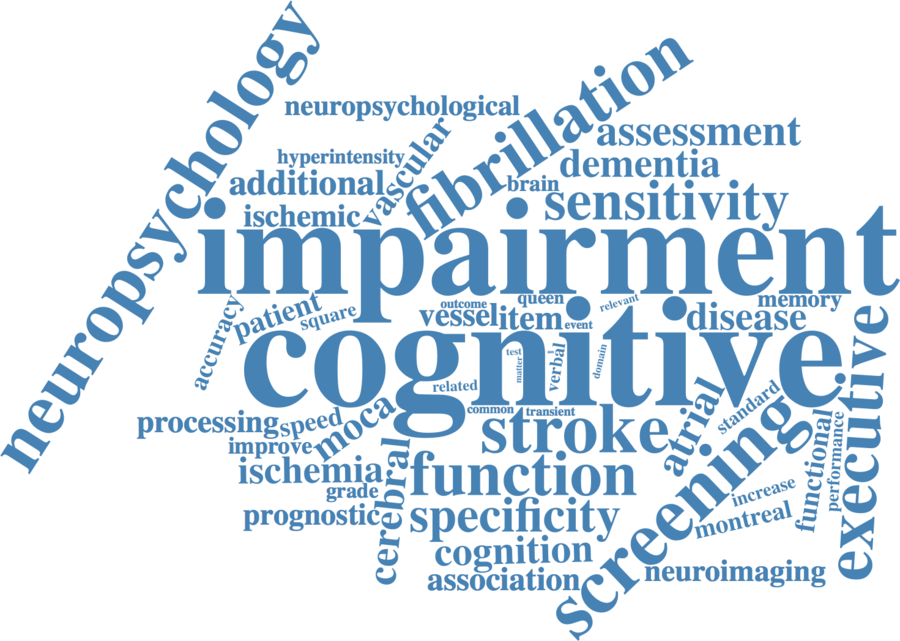 neuropsychology
neuropsychological
fibrillation
assessment
hyperintensity
vascular
dementia
additional
brain
sensitivity
ischemic
impairment
accuracy
patient
square
outcome
queen
relevant
memory
vessel
item
event
disease
cognitive
test
matter
verbal
domain
related
executive
processing
speed
moca
common
transient
stroke
atrial
standard
improve
screening
functional
performance
ischemia
cerebral
function
grade
increase
prognostic
specificity
montreal
cognition
association
neuroimaging